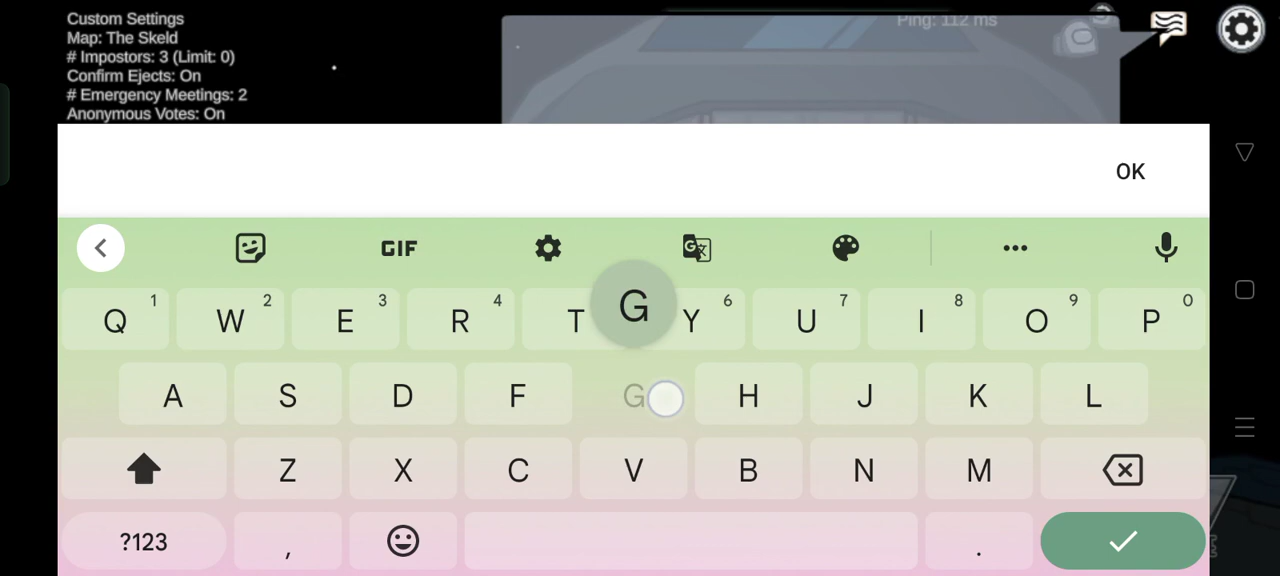 Custom Settings
Map: The Skeld
# Impostors: 3 (Limit: 0)
Confirm Ejects: On
# Emergency Meetings: 2
Anonymous Votes: On
Ping: 112 ms
OK
GIF
Q 1 W 2 E 3 R 4 T G Y 6 U 7 I 8 O 9 P 0
A S D F G H J K L
Z X C V B N M
?123 , .